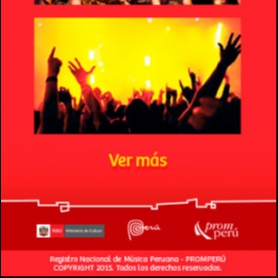 Ver más
PERÚ Ministerio de Cultura
Perú
prom
perú
Registro Nacional de Música Peruana - PROMPERÚ
COPYRIGHT 2015. Todos los derechos reservados.